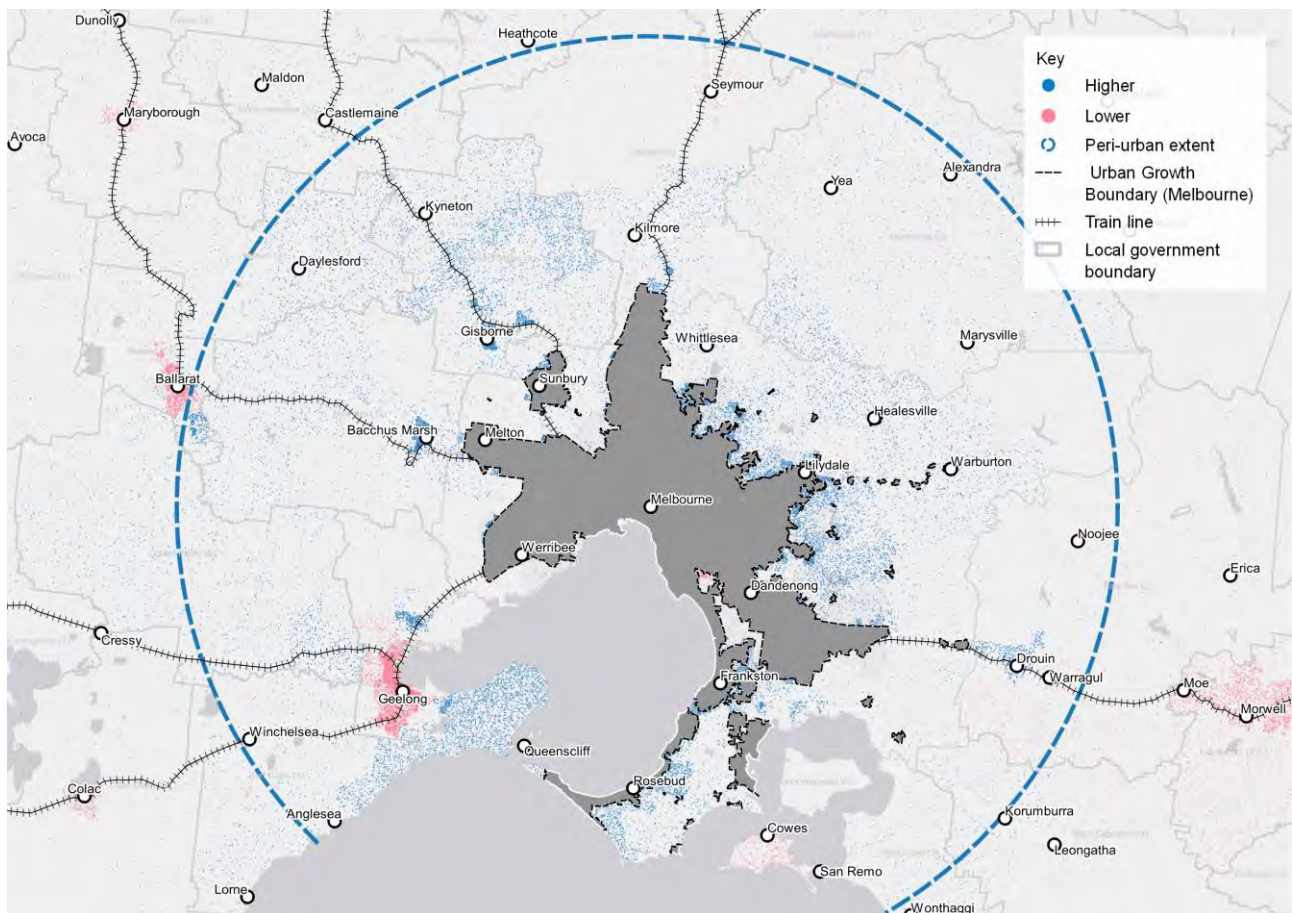 Dunolly
Heathcote
Maldon
Seymour
Maryborough
Castlemaine
Avoca
Alexandra
Yea
Kyneton
Kilmore
Daylesford
Gisborne
Whittlesea
Marysville
Ballarat
Sunbury
Healesville
Bacchus Marsh
Melton
Lilydale
Warburton
Melbourne
Noojee
Werribee
Erica
Dandenong
Cressy
Drouin
Warragul
Frankston
Geelong
Moe
Morwell
Winchelsea
Queenscliff
Rosebud
Colac
Anglesea
Korumburra
Cowes
Leongatha
San Remo
Lorne
Wonthaggi
Key
Higher
Lower
Peri-urban extent
Urban Growth
Boundary (Melbourne)
Train line
Local government
boundary